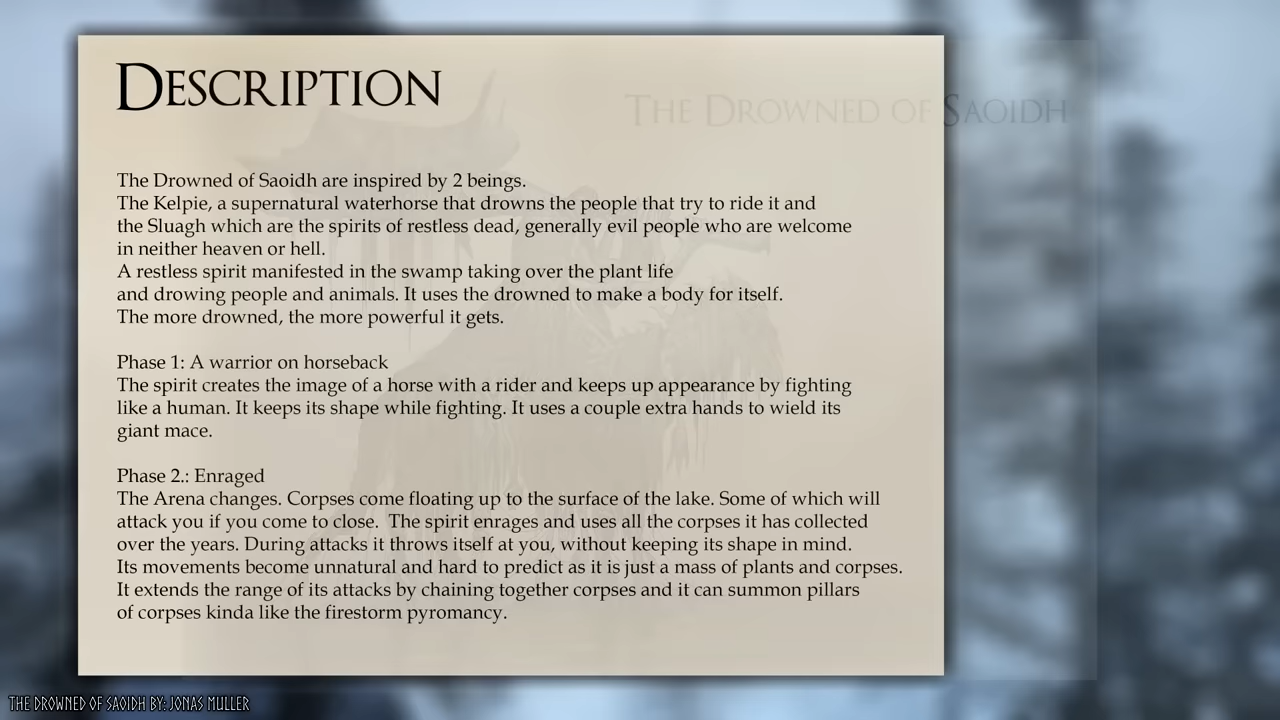 DESCRIPTION
THE DROWNED OF SAOIDH
The Drowned of Saoidh are inspired by 2 beings.
The Kelpie, a supernatural waterhorse that drowns the people that try to ride it and
the Sluagh which are the spirits of restless dead, generally evil people who are welcome
in neither heaven or hell.
A restless spirit manifested in the swamp taking over the plant life
and drowing people and animals. It uses the drowned to make a body for itself.
The more drowned, the more powerful it gets.
Phase 1: A warrior on horseback
The spirit creates the image of a horse with a rider and keeps up appearance by fighting
like a human. It keeps its shape while fighting. It uses a couple extra hands to wield its
giant mace.
Phase 2.: Enraged
The Arena changes. Corpses come floating up to the surface of the lake. Some of which will
attack you if you come to close. The spirit enrages and uses all the corpses it has collected
over the years. During attacks it throws itself at you, without keeping its shape in mind.
Its movements become unnatural and hard to predict as it is just a mass of plants and corpses.
It extends the range of its attacks by chaining together corpses and it can summon pillars
of corpses kinda like the firestorm pyromancy.
THE DROWNED OF SAOIDH BY: JONAS MULLER